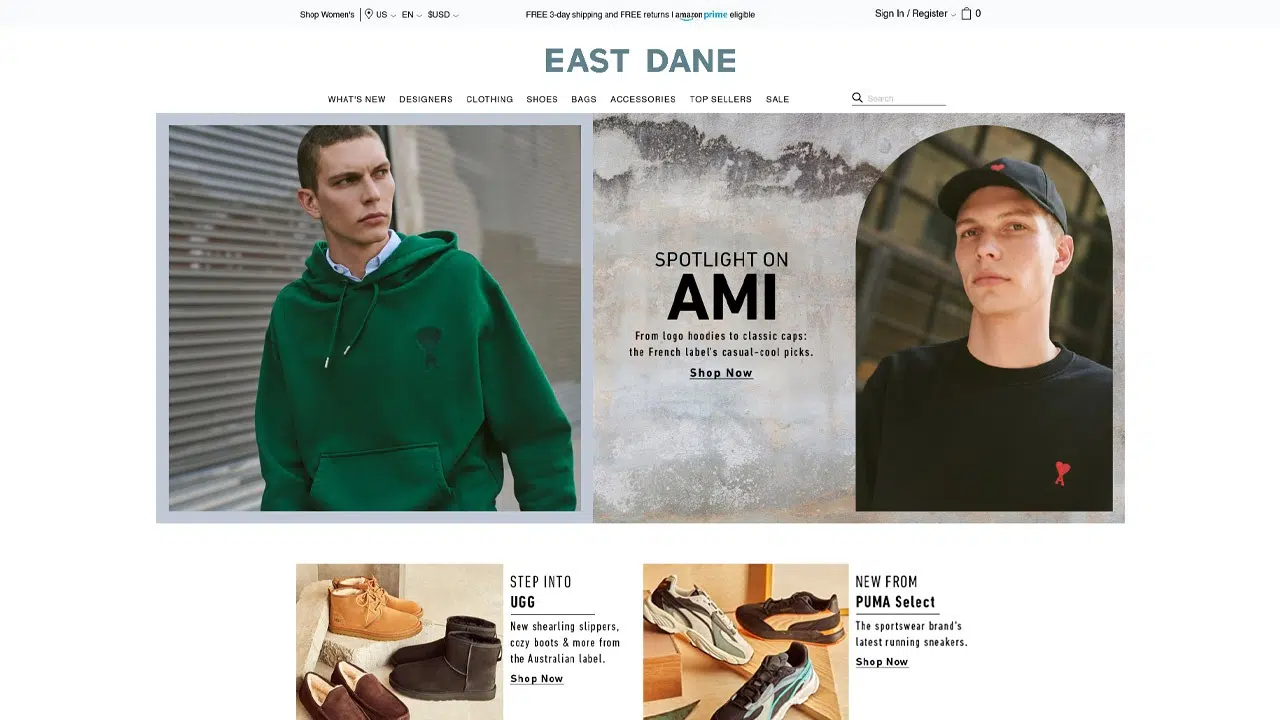 Shop Women's US EN $USD FREE 3-day shipping and FREE returns | amazon prime eligible Sign In / Register 0
EAST DANE
WHAT'S NEW DESIGNERS CLOTHING SHOES BAGS ACCESSORIES TOP SELLERS SALE Search
SPOTLIGHT ON
AMI
From logo hoodies to classic caps:
the French label's casual-cool picks.
Shop Now
STEP INTO
UGG
New shearling slippers,
cozy boots & more from
the Australian label.
Shop Now
NEW FROM
PUMA Select
The sportswear brand's
latest running sneakers.
Shop Now